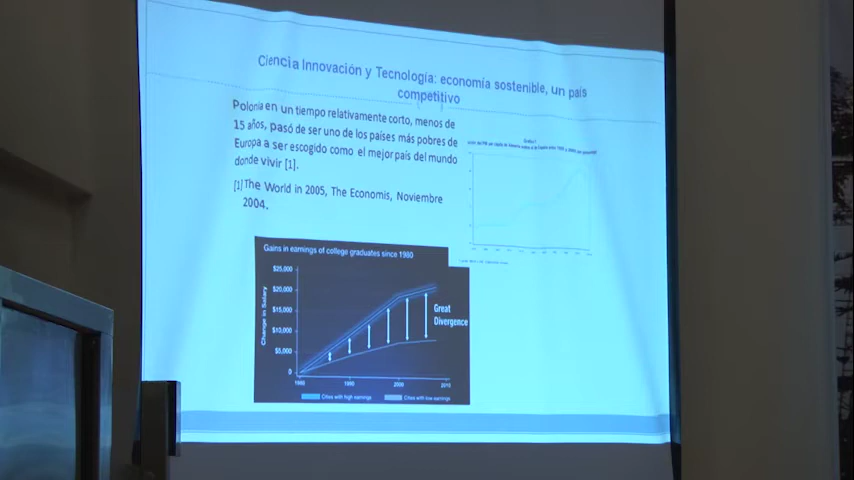 Ciencia Innovación y Tecnología: economía sostenible, un país
competitivo
Polonia en un tiempo relativamente corto, menos de
15 años, pasó de ser uno de los países más pobres de
Europa a ser escogido como el mejor país del mundo
donde vivir [1].
[1]The World in 2005, The Economis, Noviembre
2004.
Gains in earnings of college graduates since 1980
Change in Salary
$25,000
$20,000
$15,000
$10,000
$5,000
0
Great
Divergence
1980 1990 2000 2010
Cities with high earnings Cities with low earnings